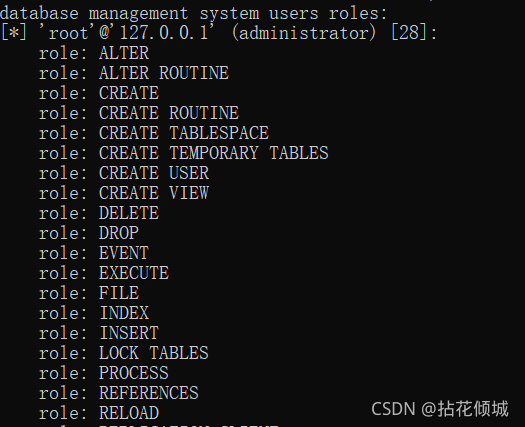 database management system users roles:
[*] 'root'@'127.0.0.1' (administrator) [28]:
role: ALTER
role: ALTER ROUTINE
role: CREATE
role: CREATE ROUTINE
role: CREATE TABLESPACE
role: CREATE TEMPORARY TABLES
role: CREATE USER
role: CREATE VIEW
role: DELETE
role: DROP
role: EVENT
role: EXECUTE
role: FILE
role: INDEX
role: INSERT
role: LOCK TABLES
role: PROCESS
role: REFERENCES
role: RELOAD
CSDN @拈花倾城